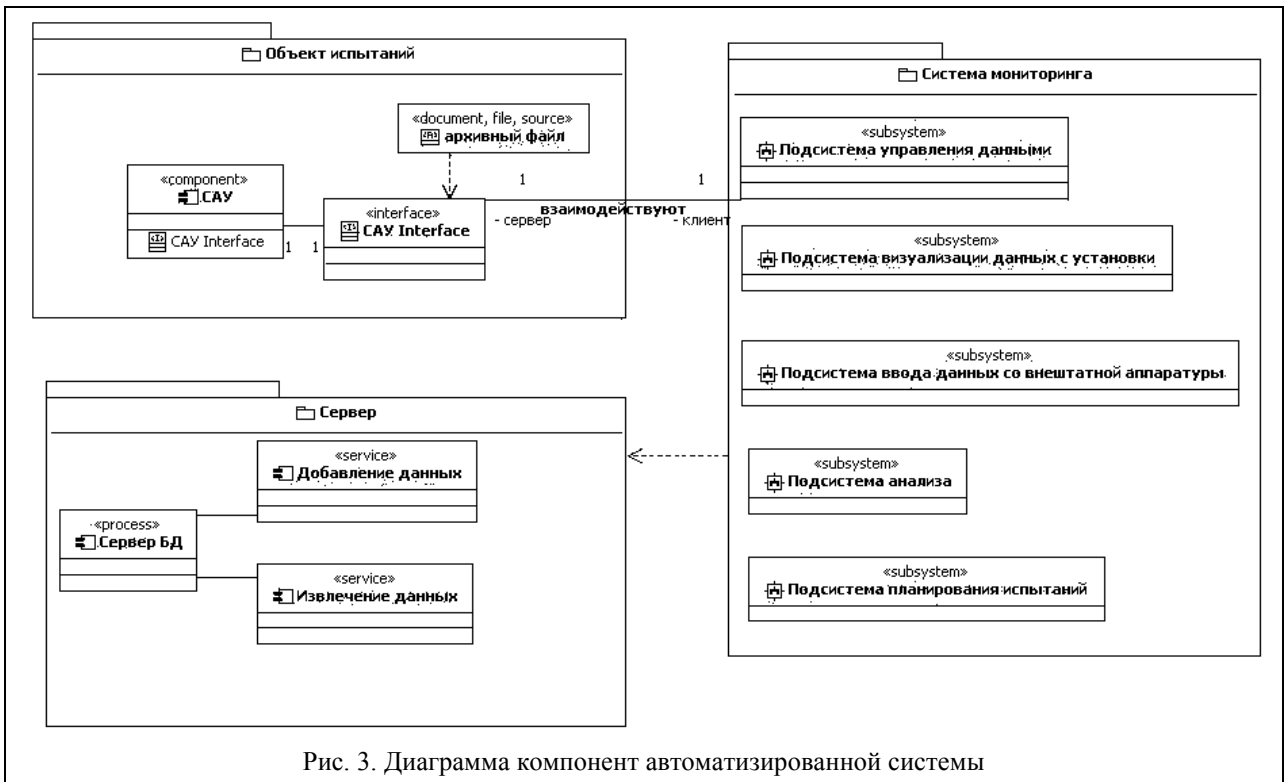 Объект испытаний
«document, file, source»
архивный файл
«component»
САУ
САУ Interface
1
1
«interface»
САУ Interface
1
1
взаимодействуют
- сервер
- клиент
Система мониторинга
«subsystem»
Подсистема управления данными
«subsystem»
Подсистема визуализации данных с установки
«subsystem»
Подсистема ввода данных со внештатной аппаратуры
«subsystem»
Подсистема анализа
«subsystem»
Подсистема планирования испытаний
Сервер
«service»
Добавление данных
«process»
Сервер БД
«service»
Извлечение данных
Рис. 3. Диаграмма компонент автоматизированной системы